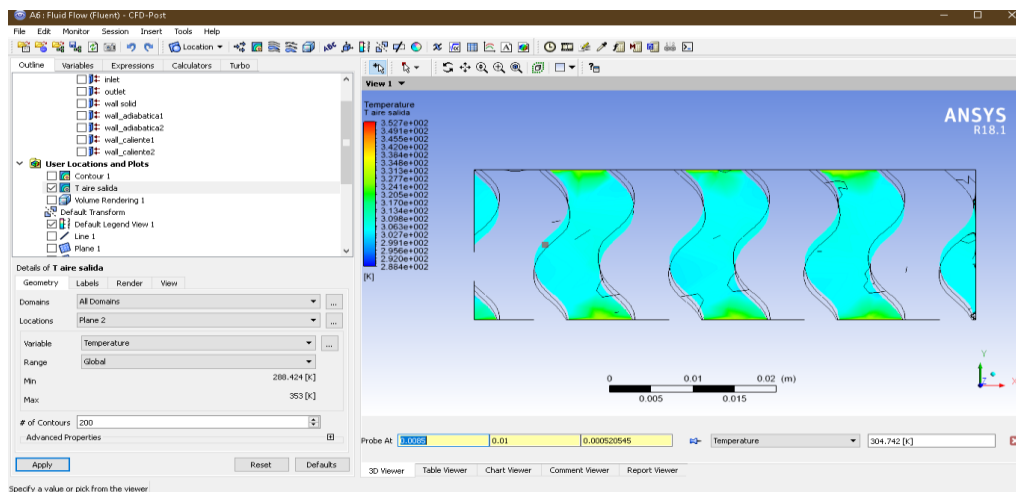 A6 : Fluid Flow (Fluent) - CFD-Post
File Edit Monitor Session Insert Tools Help
Location
Outline Variables Expressions Calculators Turbo
inlet
outlet
wall solid
wall_adiabatica1
wall_adiabatica2
wall_caliente1
wall_caliente2
User Locations and Plots
Contour 1
T aire salida
Volume Rendering 1
Default Transform
Default Legend View 1
Line 1
Plane 1
Details of T aire salida
Geometry Labels Render View
Domains All Domains ...
Locations Plane 2 ...
Variable Temperature ...
Range Global
Min 288.424 [K]
Max 353 [K]
# of Contours 200
Advanced Properties
Apply Reset Defaults
Specify a value or pick from the viewer
View 1
Temperature
T aire salida
3.527e+002
3.491e+002
3.455e+002
3.420e+002
3.384e+002
3.348e+002
3.313e+002
3.277e+002
3.241e+002
3.205e+002
3.170e+002
3.134e+002
3.098e+002
3.063e+002
3.027e+002
2.991e+002
2.956e+002
2.920e+002
2.884e+002
[K]
ANSYS
R18.1
0 0.01 0.02 (m)
0.005 0.015
Y
Z X
Probe At 0.0085 0.01 0.000520545 Temperature 304.742 [K]
3D Viewer Table Viewer Chart Viewer Comment Viewer Report Viewer